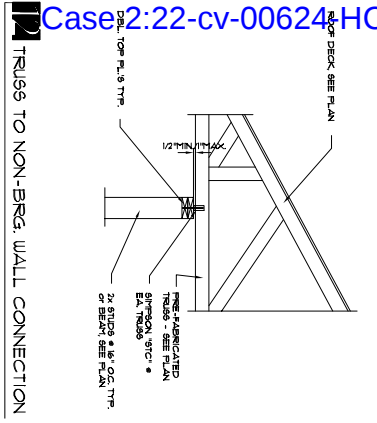 Case 2:22-cv-00624-HC
ROOF DECK, SEE PLAN
DBL. TOP PL.'S TYP.
1/2" MIN. 1" MAX.
PRE-FABRICATED
TRUSS - SEE PLAN
SIMPSON "STC" @
EA. TRUSS
2x STUDS @ 16" O.C. TYP.
or BEAM, SEE PLAN
12
TRUSS TO NON-BRG. WALL CONNECTION